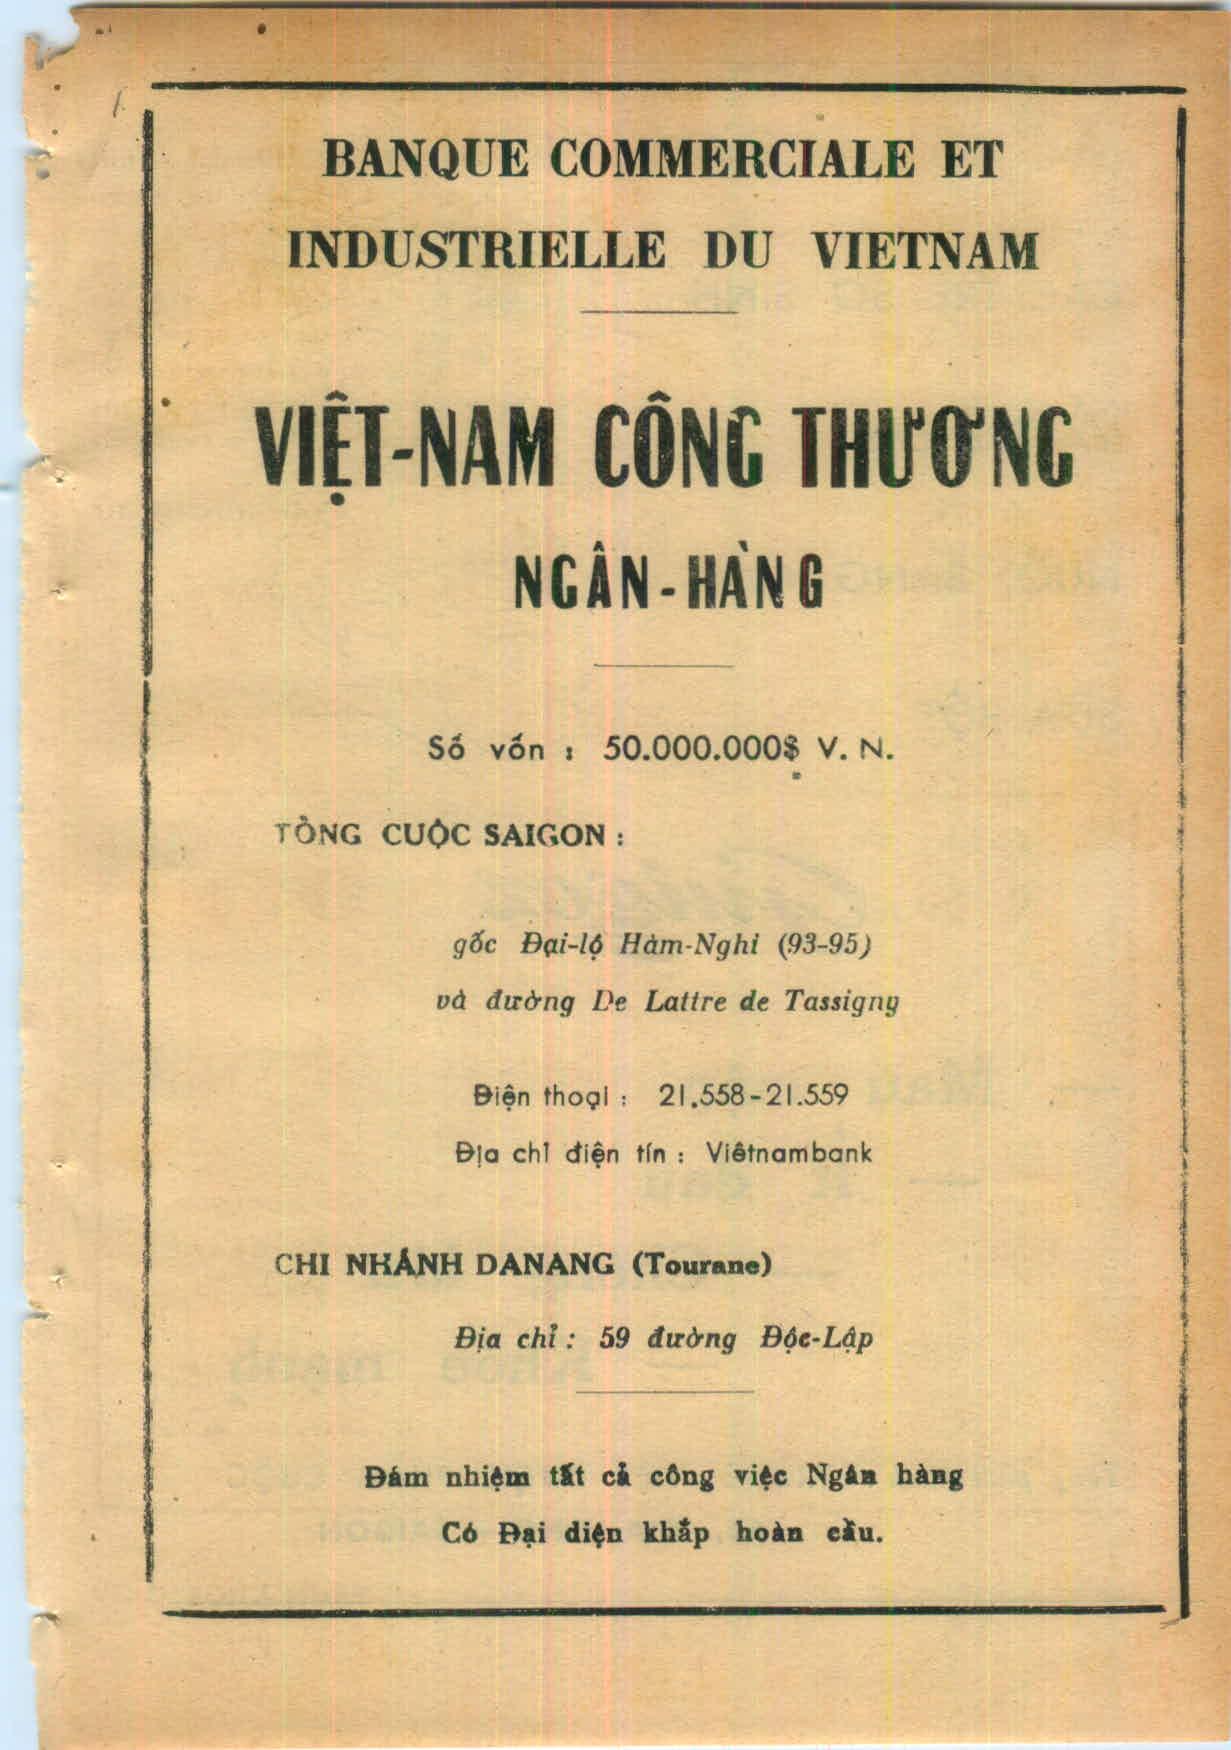 BANQUE COMMERCIALE ET
INDUSTRIELLE DU VIETNAM
VIỆT-NAM CÔNG THƯƠNG
NGÂN-HÀNG
Số vốn : 50.000.000$ V. N.
TỔNG CUỘC SAIGON :
gốc Đại-lộ Hàm-Nghi (93-95)
và đường De Lattre de Tassigny
Điện thoại : 21.558-21.559
Địa chỉ điện tín : Viêtnambank
CHI NHÁNH DANANG (Tourane)
Địa chỉ : 59 đường Độc-Lập
Đảm nhiệm tất cả công việc Ngân hàng
Có Đại diện khắp hoàn cầu.